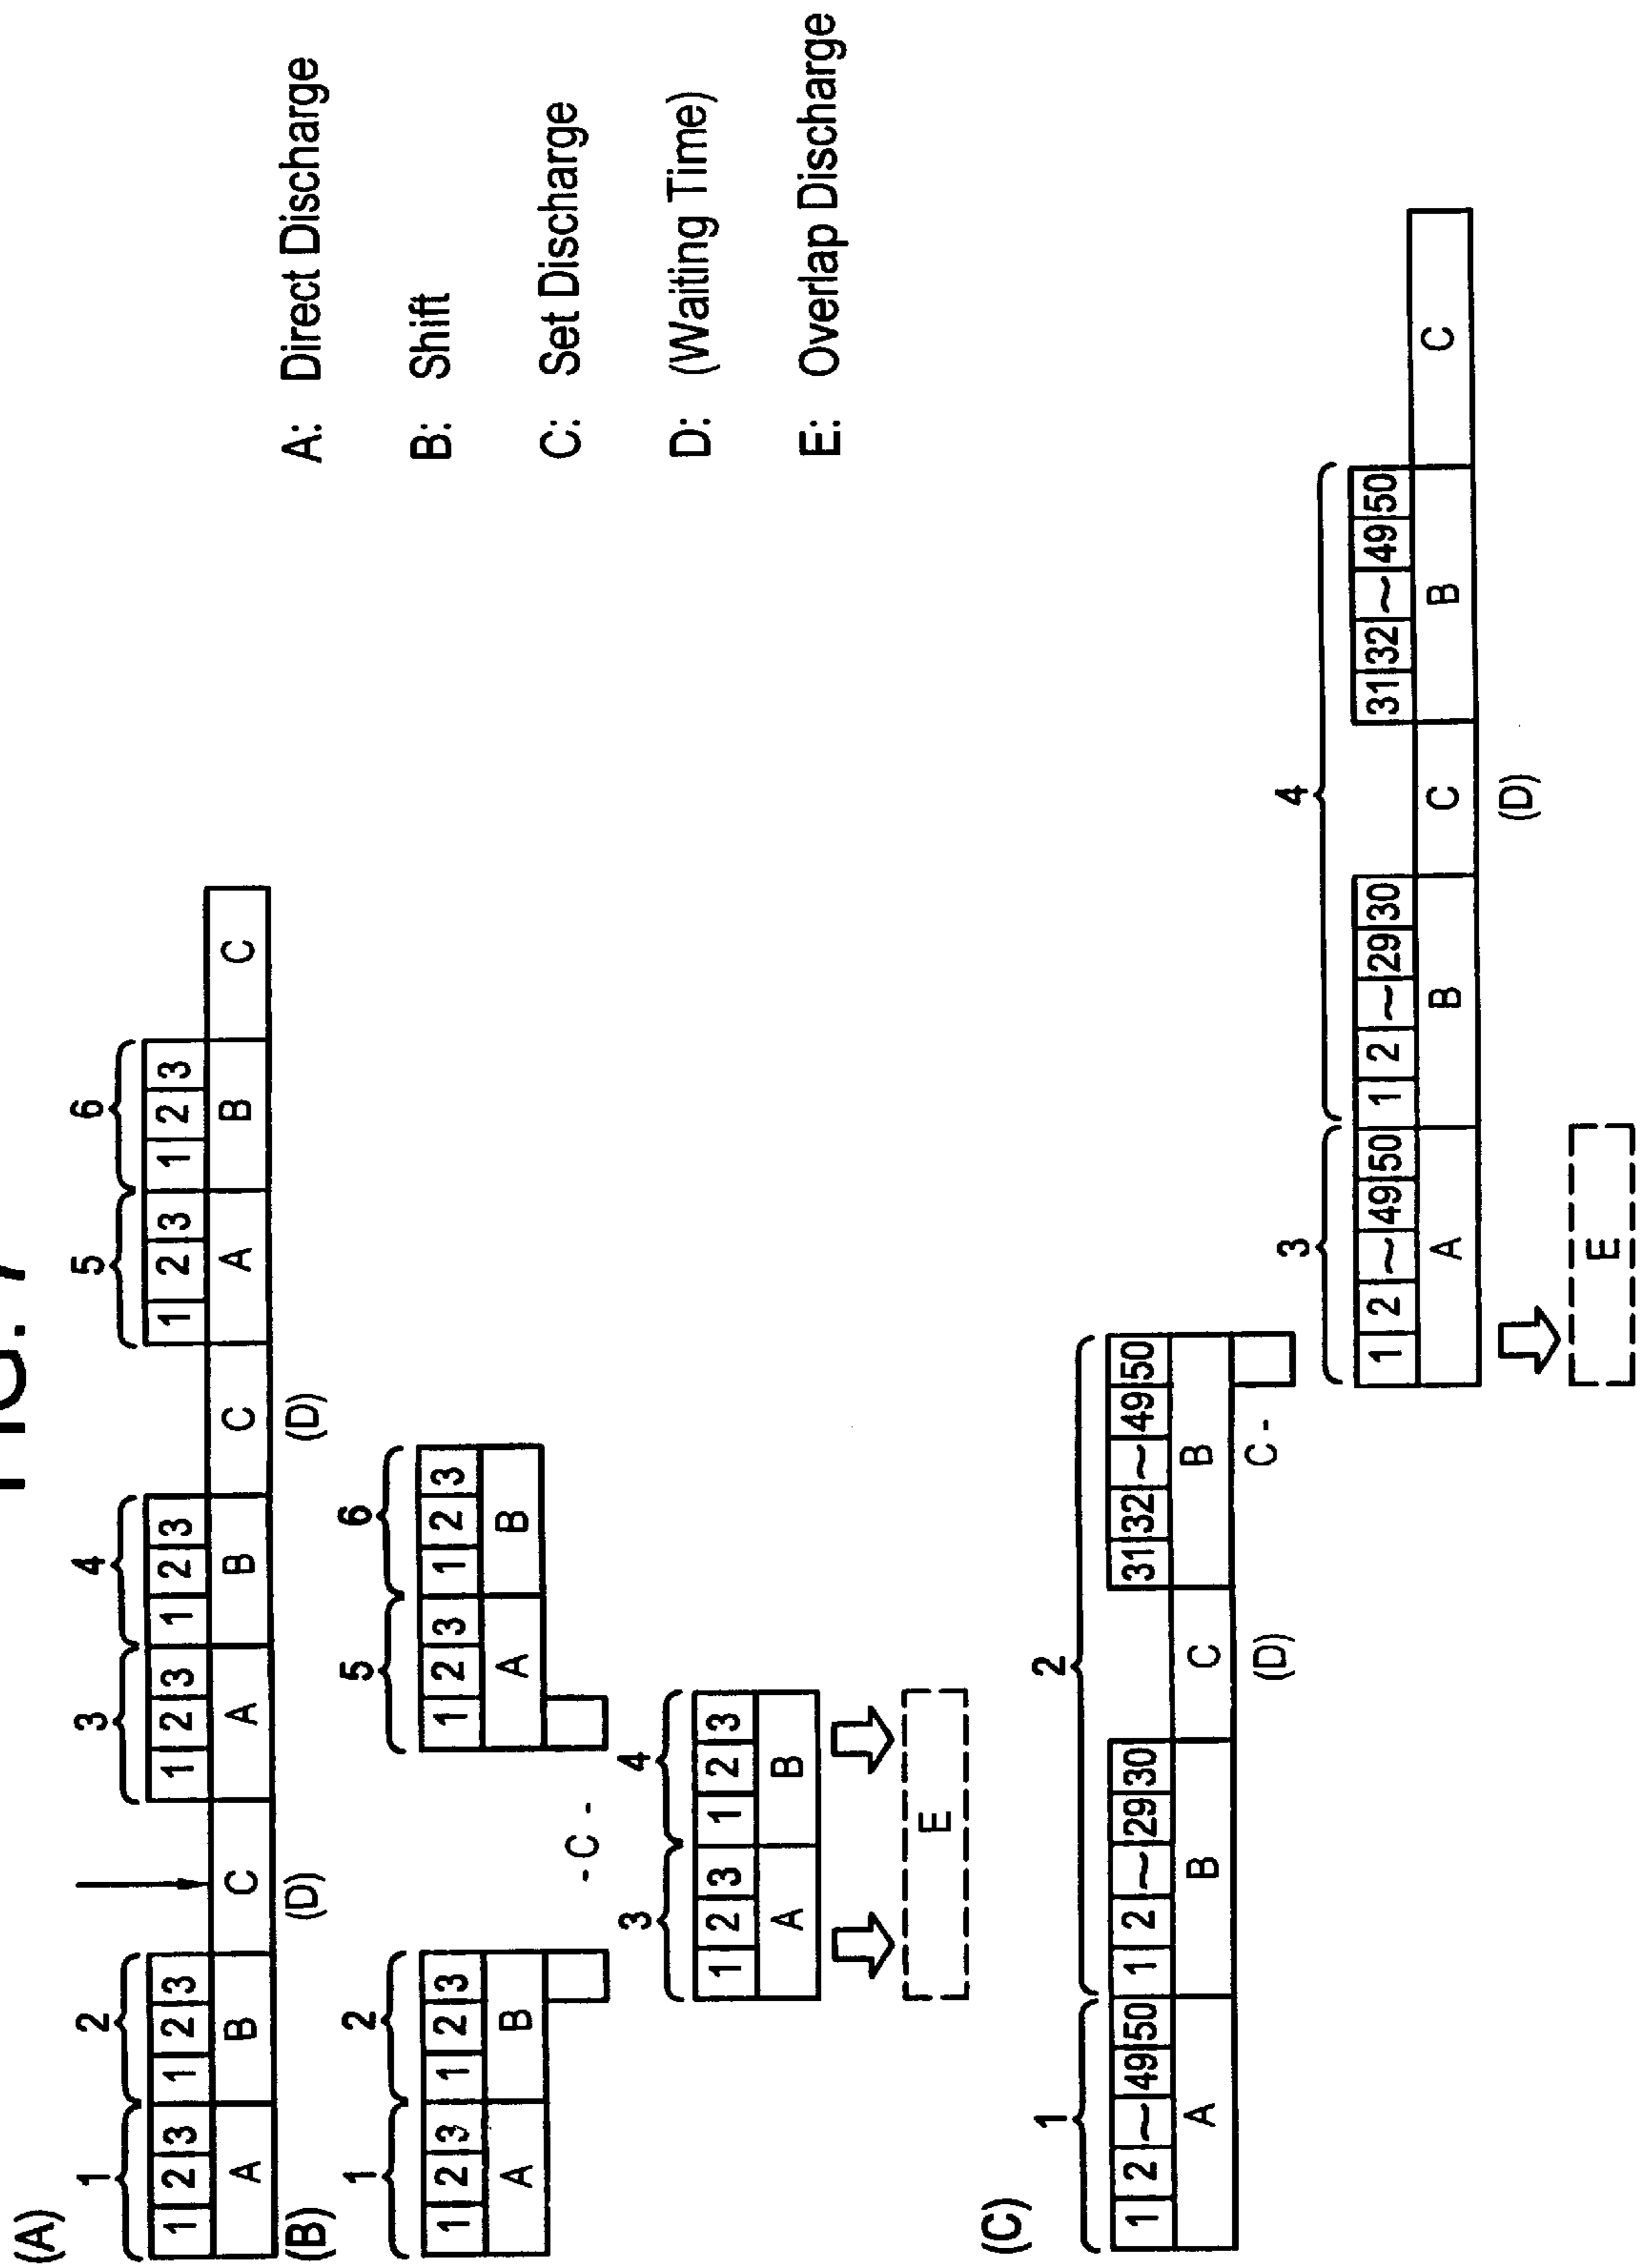 FIG. 7
(A)
1 2 3 4 5 6
1 2 3 1 2 3 1 2 3 1 2 3 1 2 3 1 2 3
A B C A B C A B C
(D) (D)
(B)
1 2 5 6
1 2 3 1 2 3 1 2 3 1 2 3
A B A B
- C -
3 4
1 2 3 1 2 3
A B
E
(C)
1 2
1 2 ~ 49 50 1 2 ~ 29 30 31 32 ~ 49 50
A B C B
(D) C -
3 4
1 2 ~ 49 50 1 2 ~ 29 30 31 32 ~ 49 50
A B C B C
(D)
E
A: Direct Discharge
B: Shift
C: Set Discharge
D: (Waiting Time)
E: Overlap Discharge